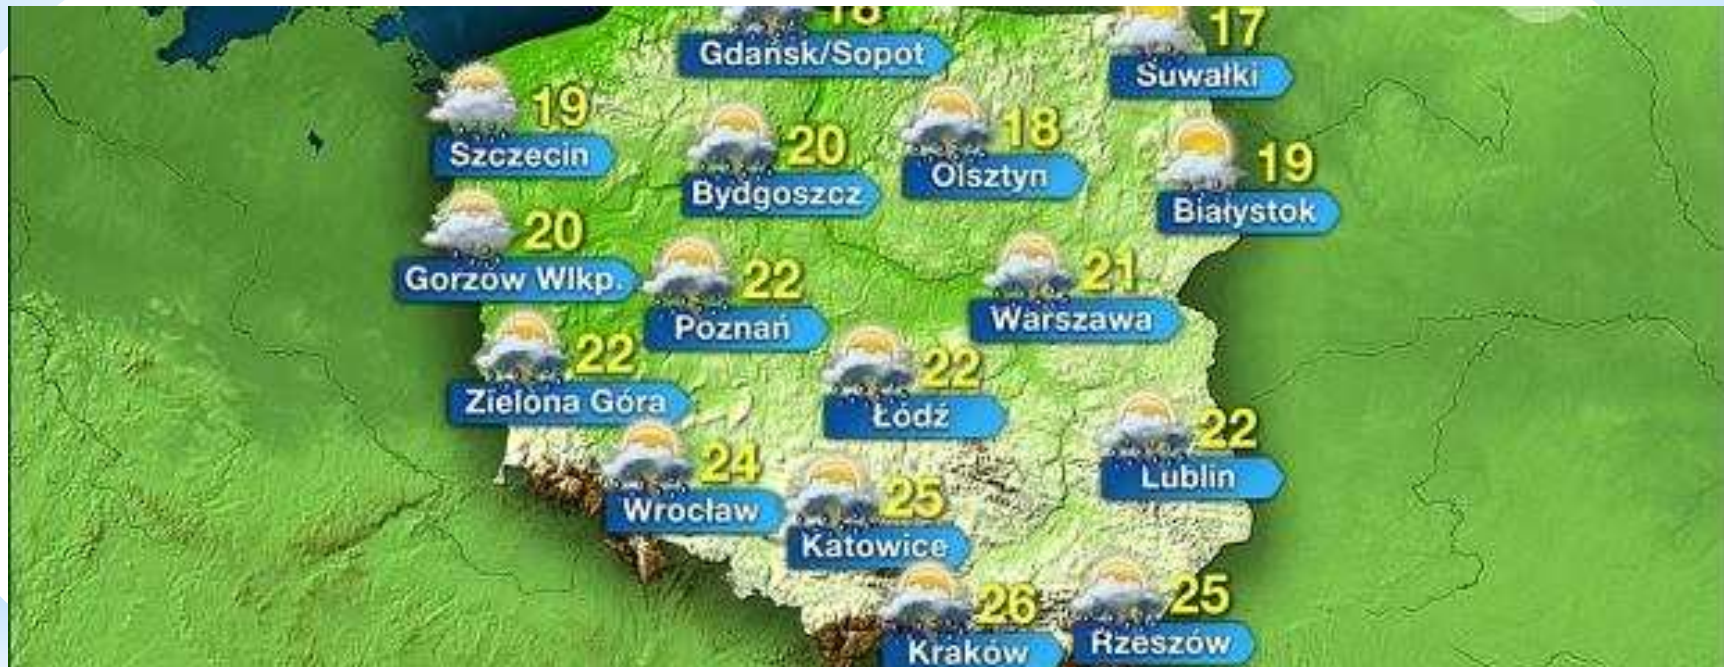 18
Gdańsk/Sopot
17
Suwałki
19
Szczecin
20
Bydgoszcz
18
Olsztyn
19
Białystok
20
Gorzów Wlkp.
22
Poznań
21
Warszawa
22
Zielona Góra
22
Łódź
22
Lublin
24
Wrocław
25
Katowice
26
Kraków
25
Rzeszów